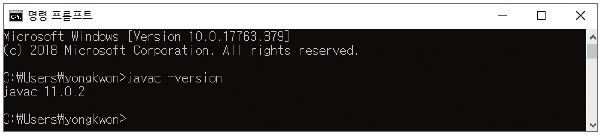 명령 프롬프트
Microsoft Windows [Version 10.0.17763.379]
(c) 2018 Microsoft Corporation. All rights reserved.
C:₩Users₩yongkwon>javac -version
javac 11.0.2
C:₩Users₩yongkwon>